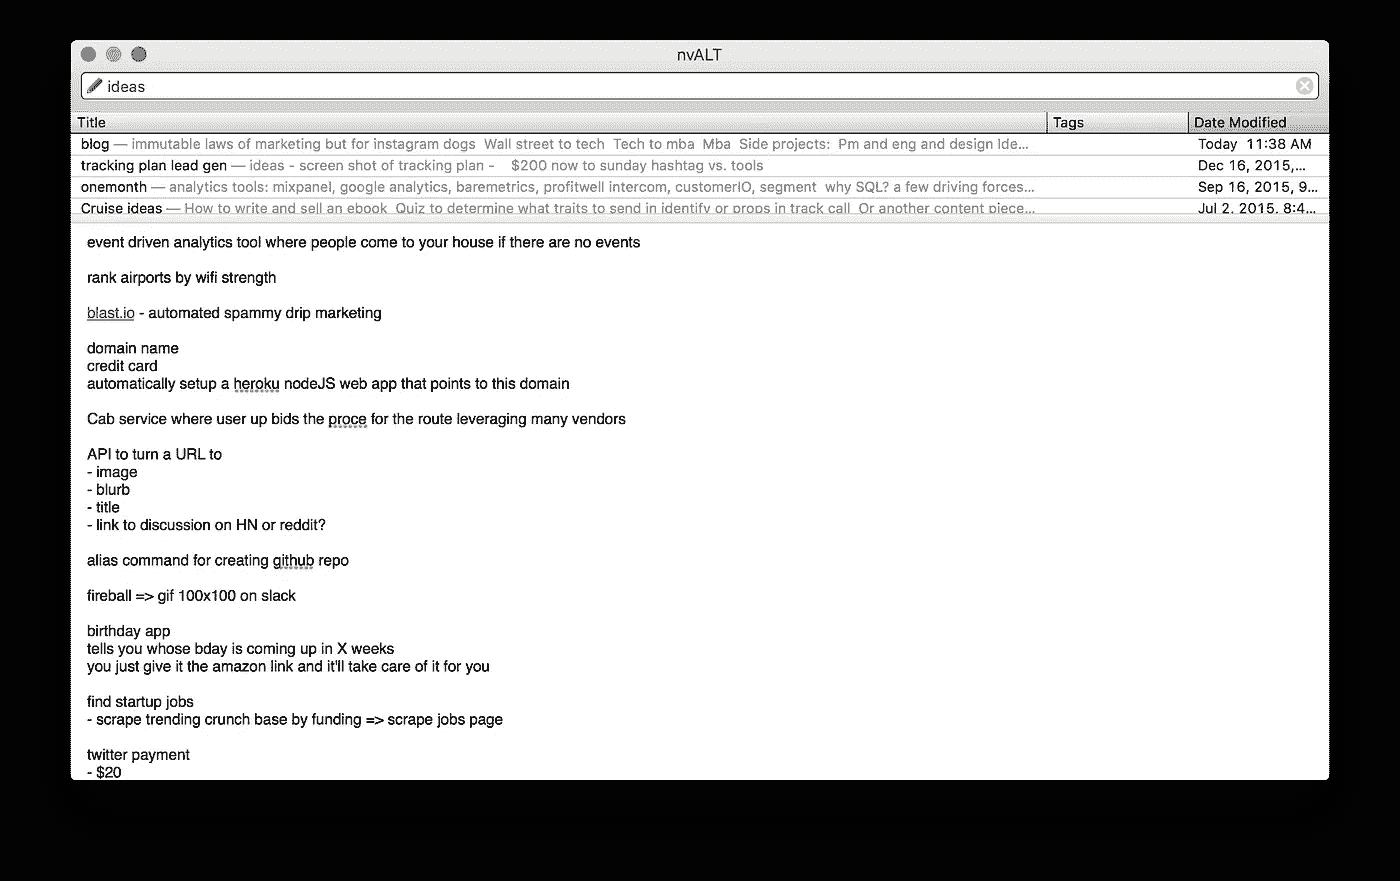 nvALT
ideas
Title Tags Date Modified
blog — immutable laws of marketing but for instagram dogs Wall street to tech Tech to mba Mba Side projects: Pm and eng and design Ide... Today 11:38 AM
tracking plan lead gen — ideas - screen shot of tracking plan - $200 now to sunday hashtag vs. tools Dec 16, 2015,...
onemonth — analytics tools: mixpanel, google analytics, baremetrics, profitwell intercom, customerIO, segment why SQL? a few driving forces... Sep 16, 2015, 9...
Cruise ideas — How to write and sell an ebook Quiz to determine what traits to send in identify or props in track call Or another content piece... Jul 2, 2015, 8:4...
event driven analytics tool where people come to your house if there are no events
rank airports by wifi strength
blast.io - automated spammy drip marketing
domain name
credit card
automatically setup a heroku nodeJS web app that points to this domain
Cab service where user up bids the proce for the route leveraging many vendors
API to turn a URL to
- image
- blurb
- title
- link to discussion on HN or reddit?
alias command for creating github repo
fireball => gif 100x100 on slack
birthday app
tells you whose bday is coming up in X weeks
you just give it the amazon link and it'll take care of it for you
find startup jobs
- scrape trending crunch base by funding => scrape jobs page
twitter payment
- $20